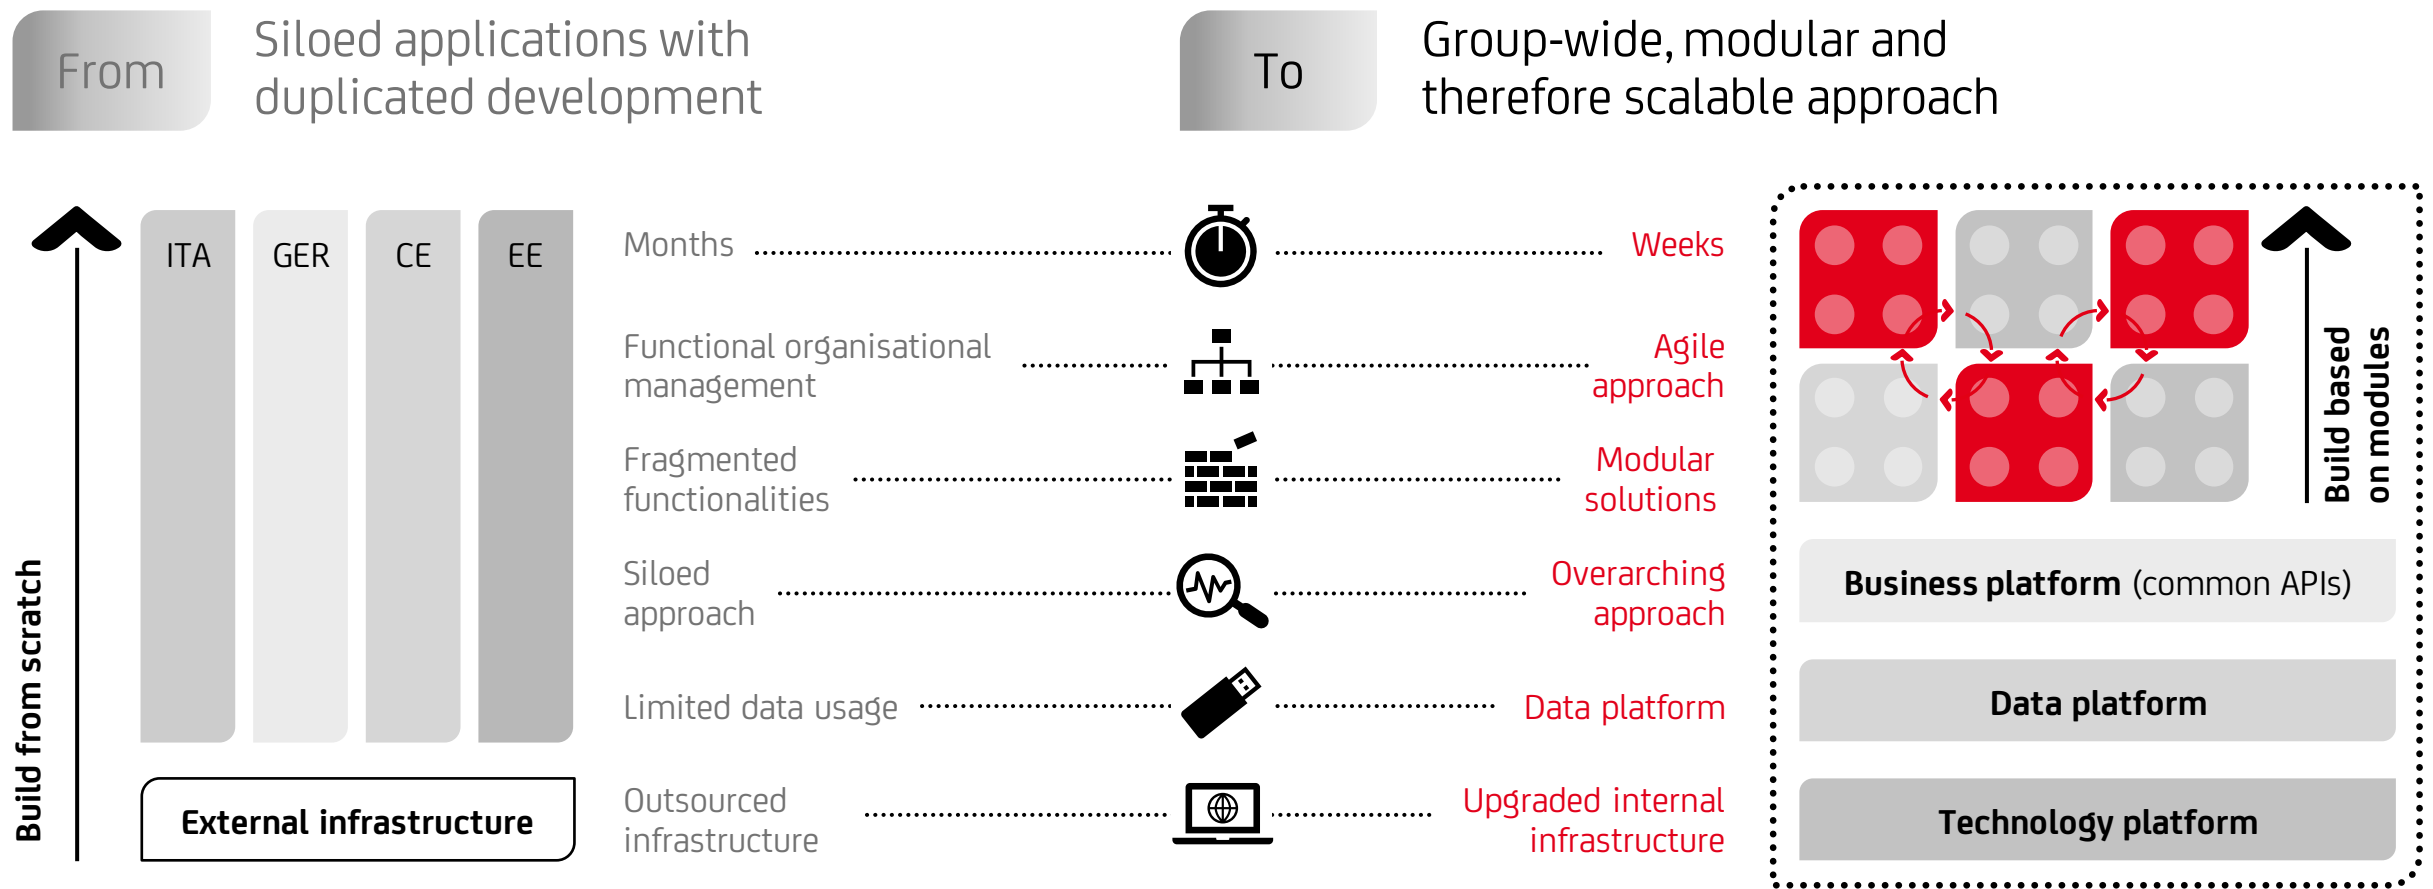 From
Siloed applications with
duplicated development
To
Group-wide, modular and
therefore scalable approach
Build from scratch
ITA
GER
CE
EE
External infrastructure
Months
Weeks
Functional organisational
management
Agile
approach
Fragmented
functionalities
Modular
solutions
Siloed
approach
Overarching
approach
Limited data usage
Data platform
Outsourced
infrastructure
Upgraded internal
infrastructure
Build based
on modules
Business platform (common APIs)
Data platform
Technology platform